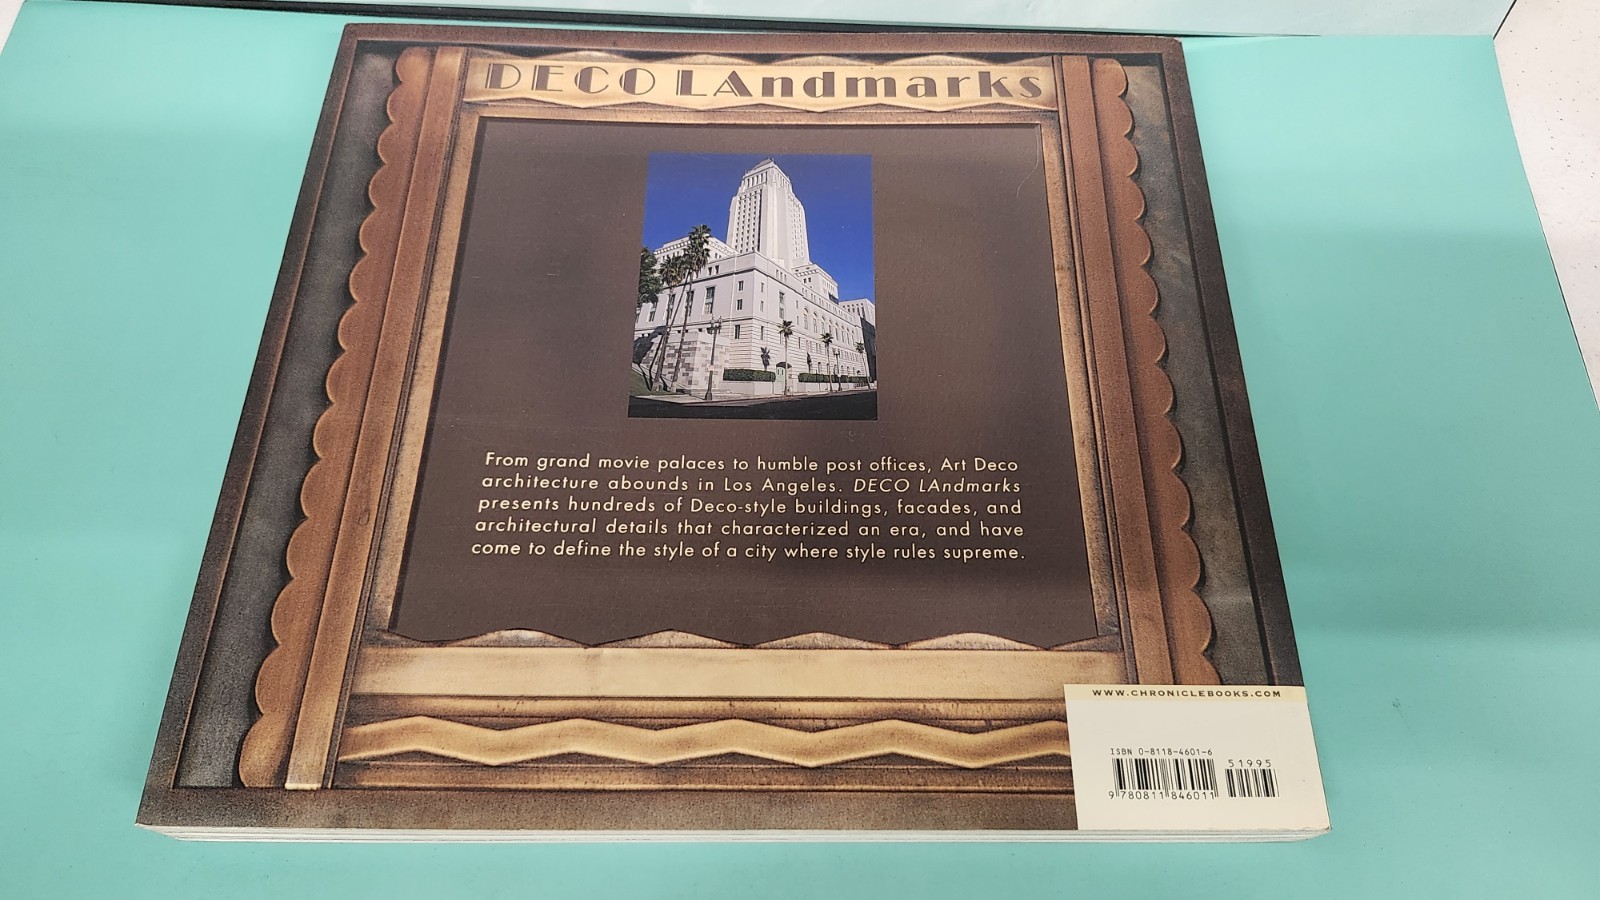 DECO LAndmarks
From grand movie palaces to humble post offices, Art Deco
architecture abounds in Los Angeles. DECO LAndmarks
presents hundreds of Deco-style buildings, facades, and
architectural details that characterized an era, and have
come to define the style of a city where style rules supreme.
WWW.CHRONICLEBOOKS.COM
ISBN 0-8118-4601-6
51995
9 780811 846011